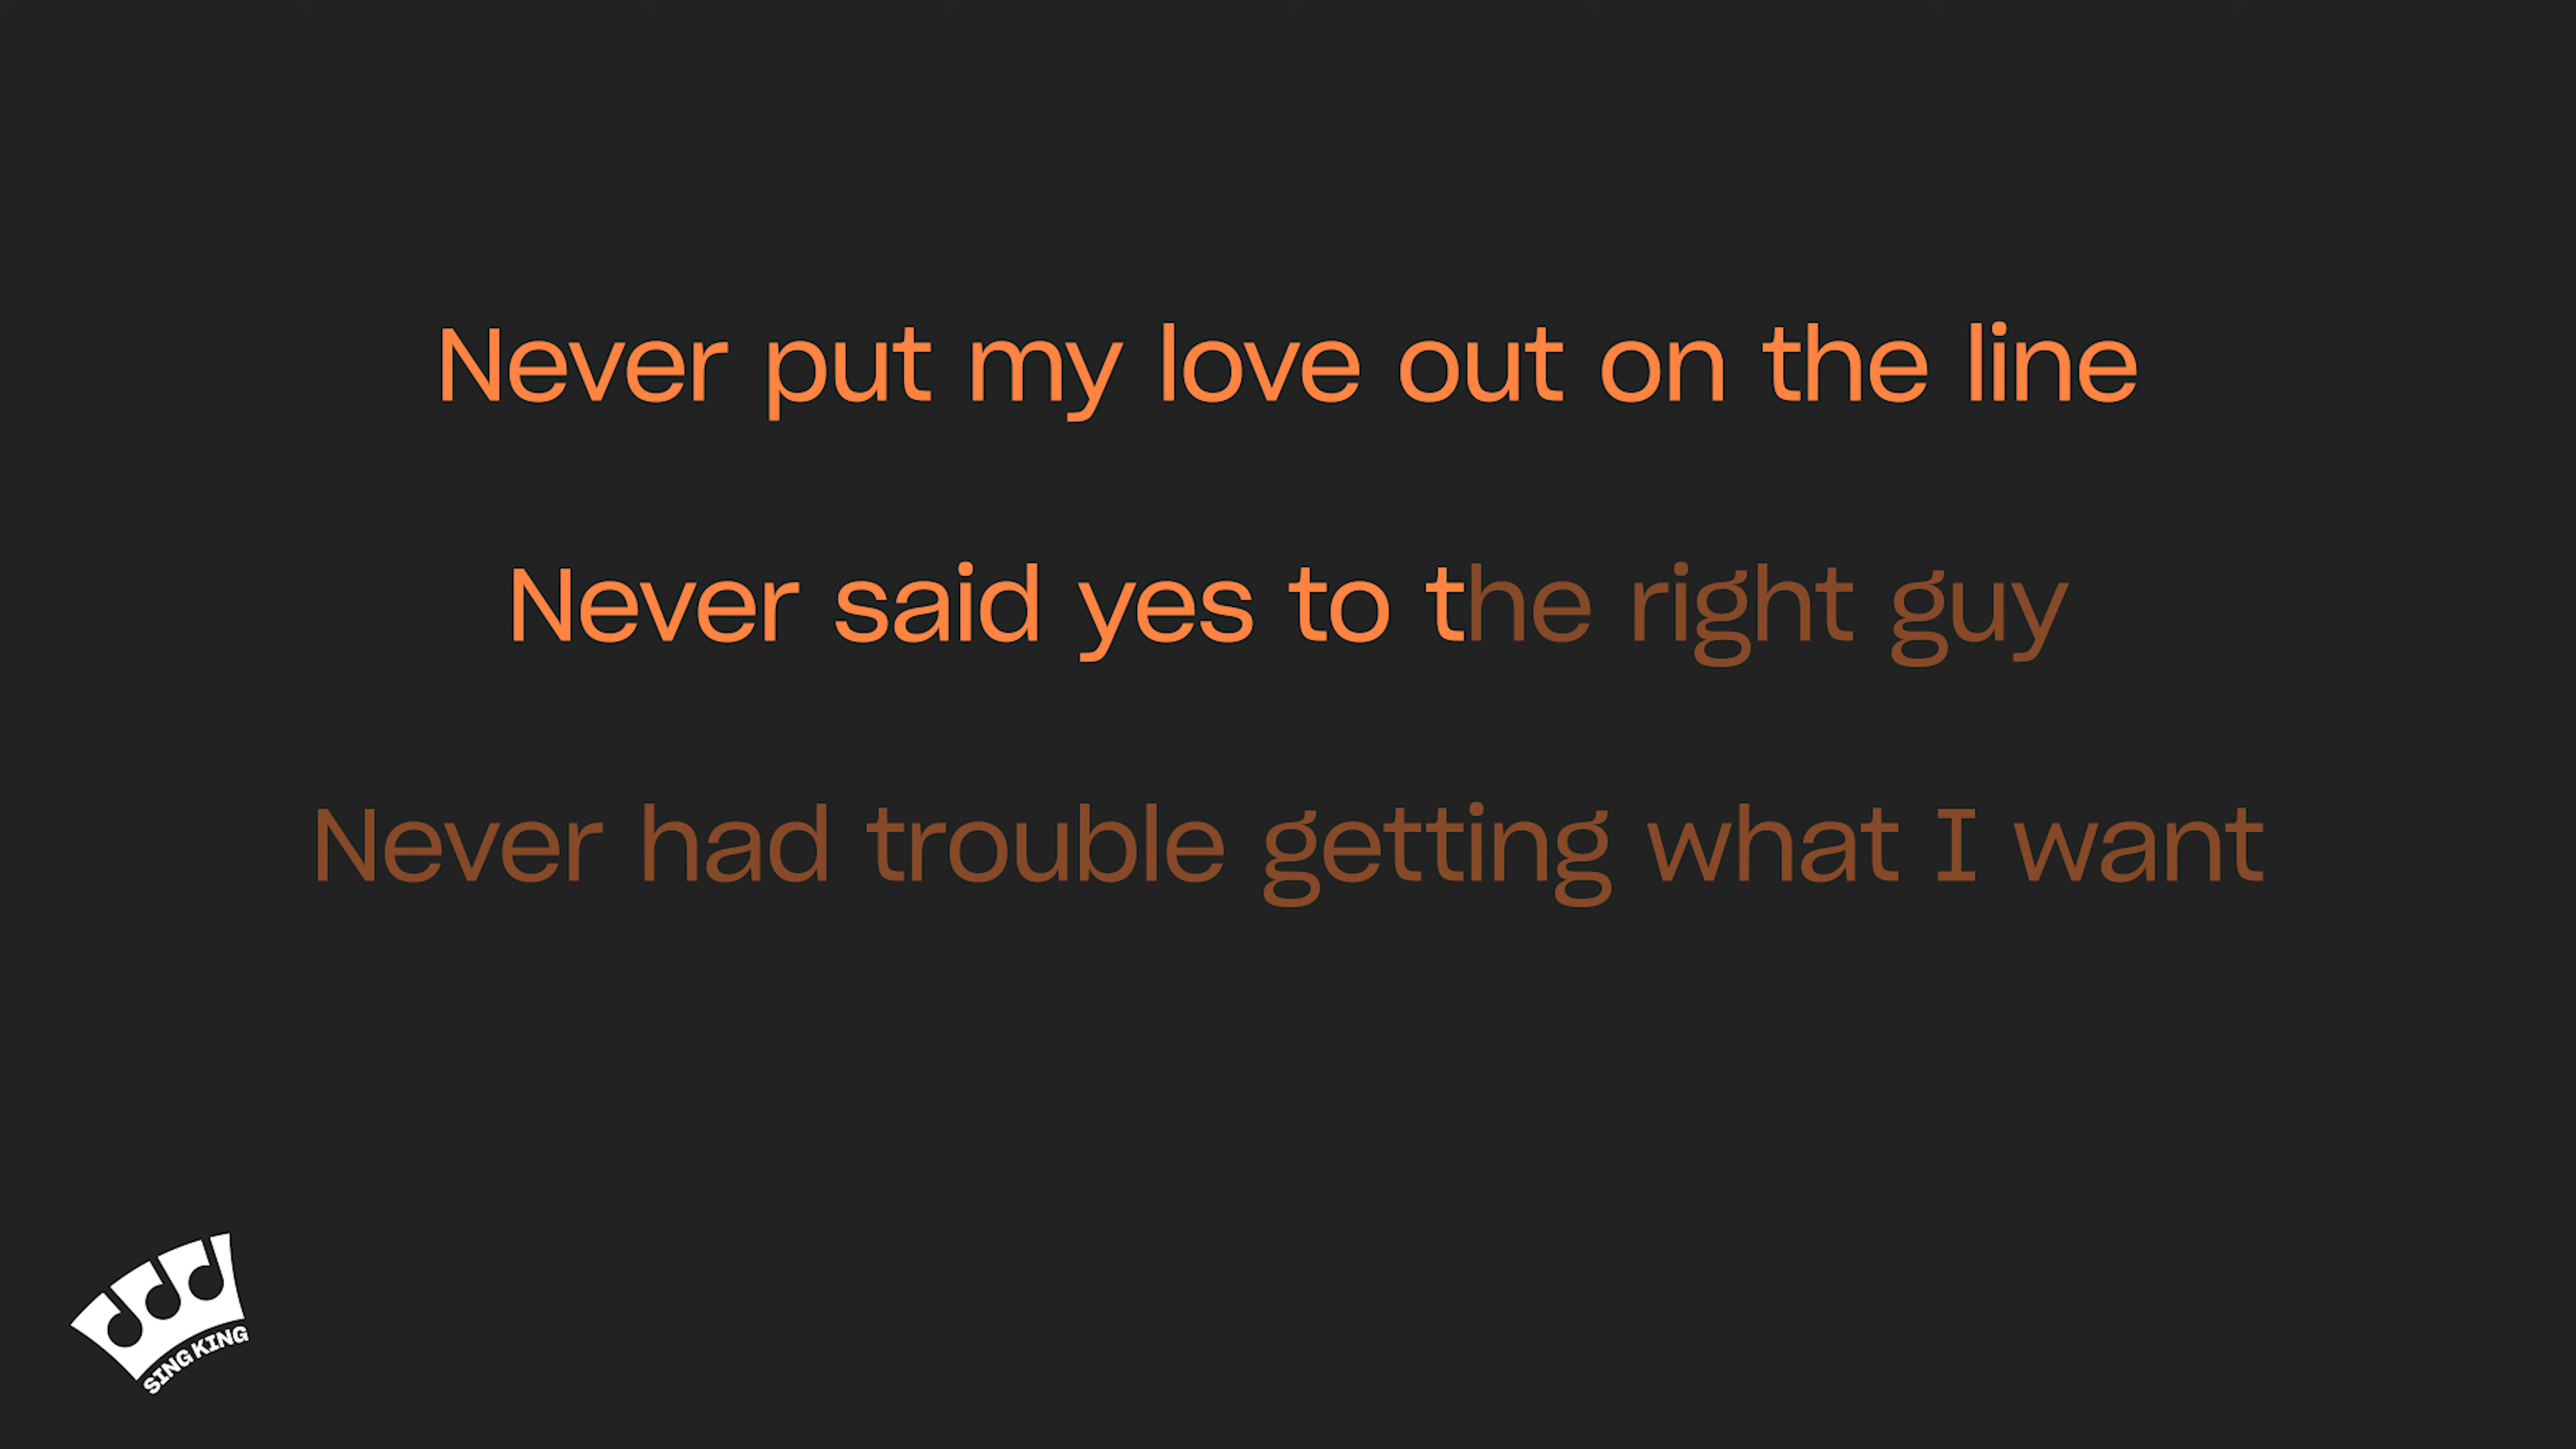 Never put my love out on the line
Never said yes to the right guy
Never had trouble getting what I want
SING KING